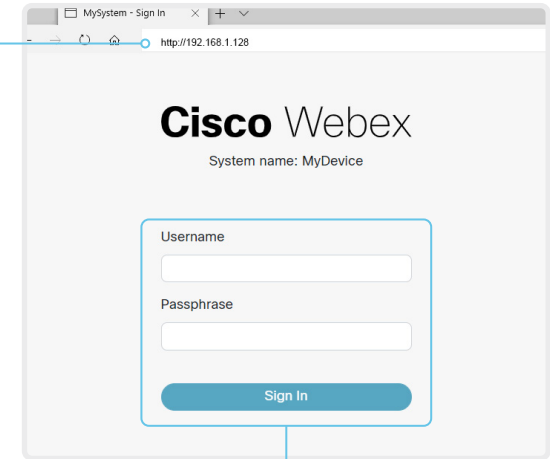 MySystem - Sign In
http://192.168.1.128
Cisco Webex
System name: MyDevice
Username
Passphrase
Sign In